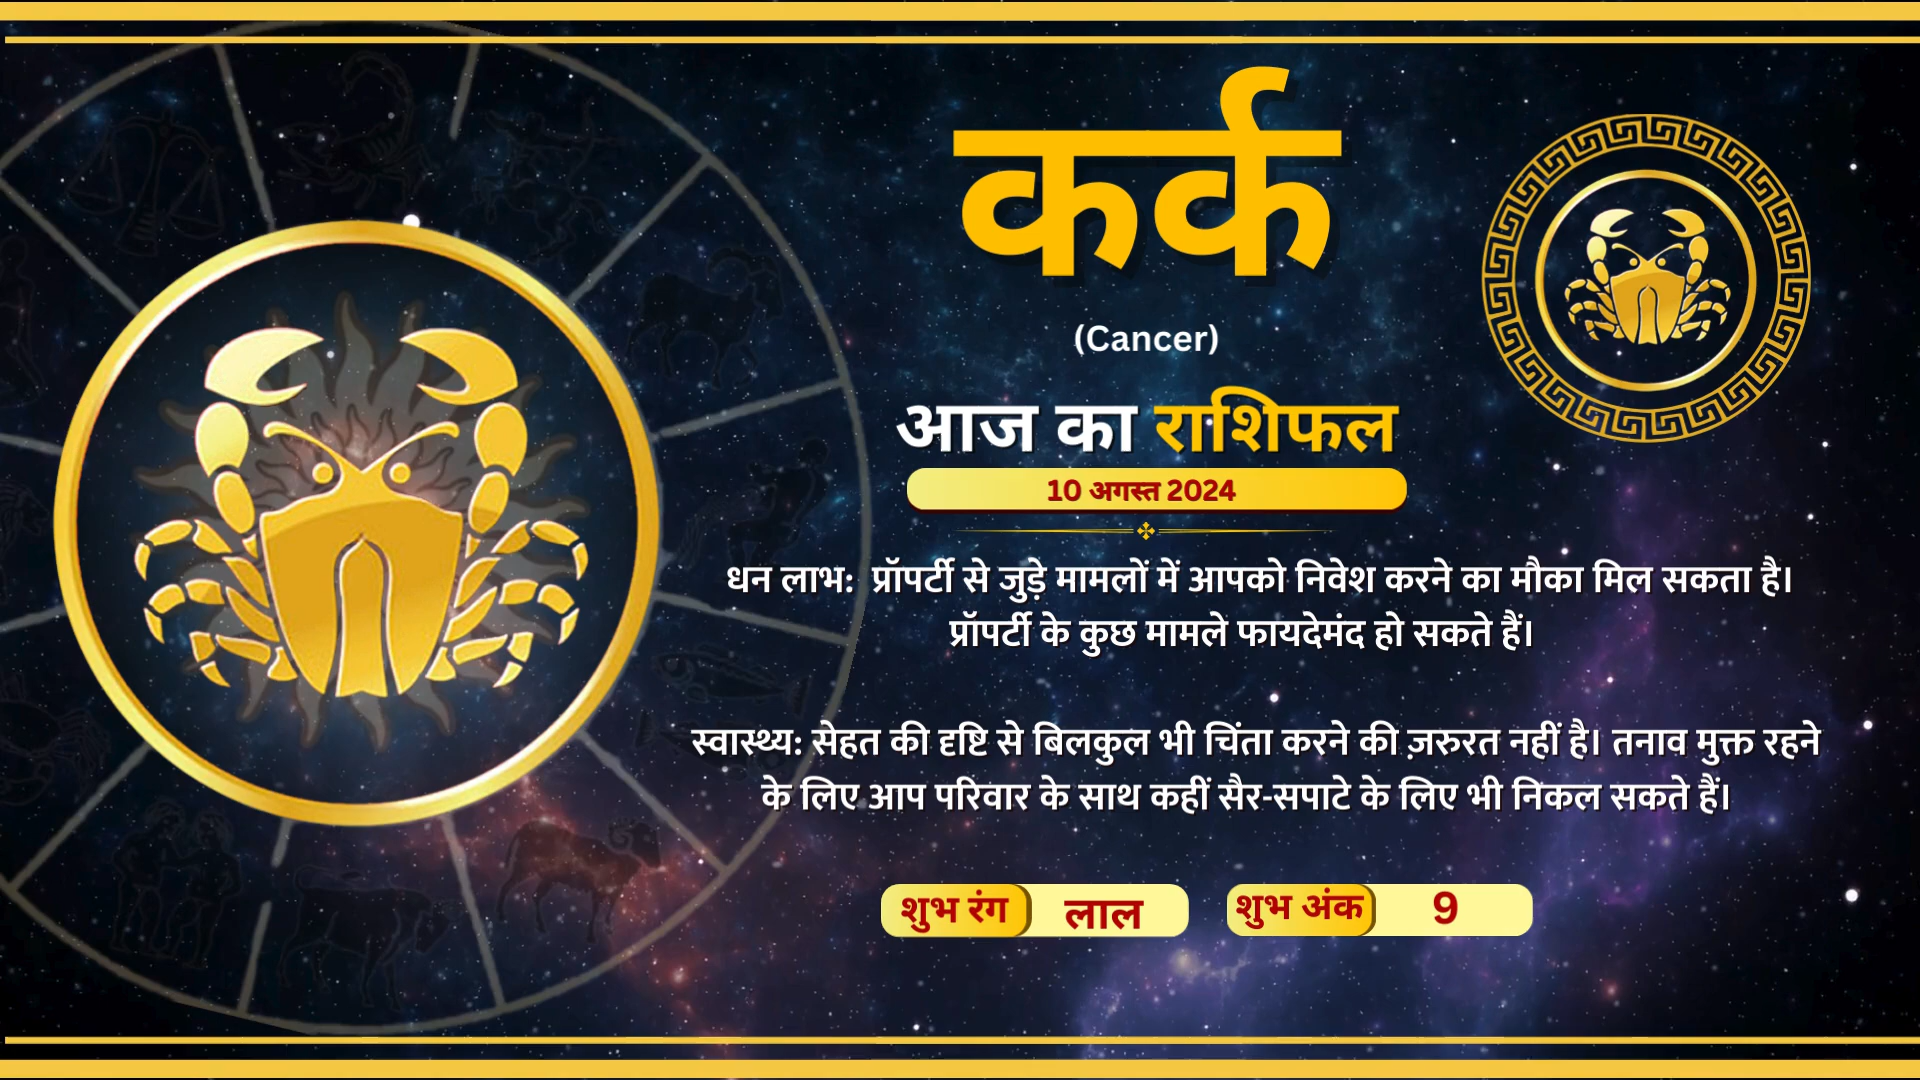 कर्क
(Cancer)
आज का राशिफल
10 अगस्त 2024
धन लाभ: प्रॉपर्टी से जुड़े मामलों में आपको निवेश करने का मौका मिल सकता है।
प्रॉपर्टी के कुछ मामले फायदेमंद हो सकते हैं।
स्वास्थ्य: सेहत की दृष्टि से बिलकुल भी चिंता करने की ज़रुरत नहीं है। तनाव मुक्त रहने
के लिए आप परिवार के साथ कहीं सैर-सपाटे के लिए भी निकल सकते हैं।
शुभ रंग लाल शुभ अंक 9